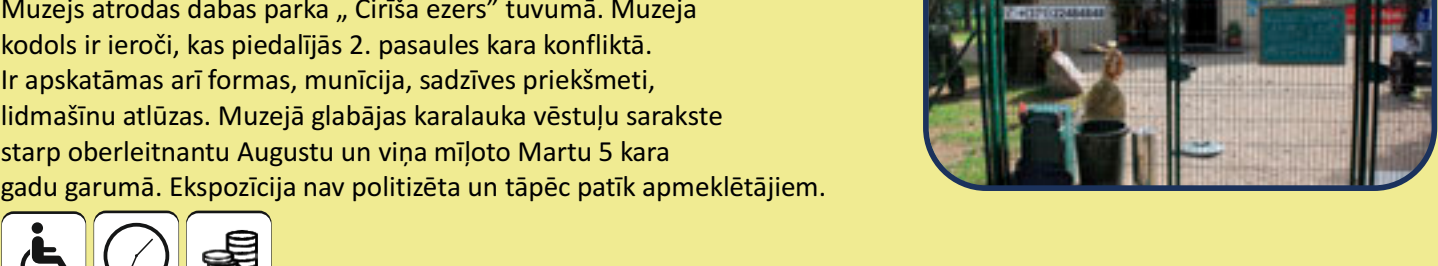 Muzejs atrodas dabas parka „ Cirīša ezers” tuvumā. Muzeja
kodols ir ieroči, kas piedalījās 2. pasaules kara konfliktā.
Ir apskatāmas arī formas, munīcija, sadzīves priekšmeti,
lidmašīnu atlūzas. Muzejā glabājas karalauka vēstuļu sarakste
starp oberleitnantu Augustu un viņa mīļoto Martu 5 kara
gadu garumā. Ekspozīcija nav politizēta un tāpēc patīk apmeklētājiem.